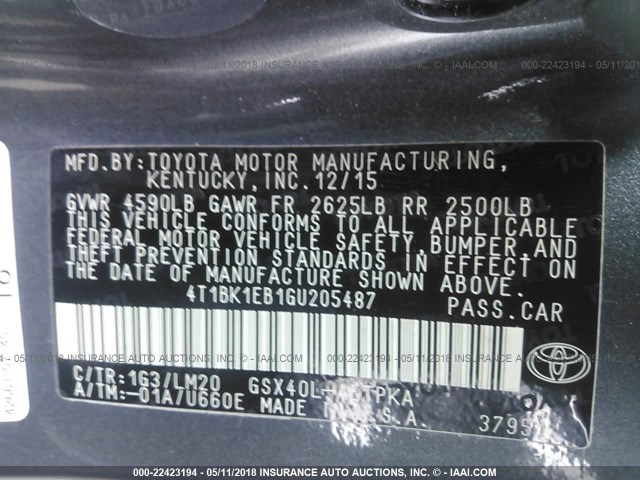 MFD.BY:TOYOTA MOTOR MANUFACTURING,
KENTUCKY,INC.12/15
GVWR 4590LB GAWR FR 2625LB RR 2500LB
THIS VEHICLE CONFORMS TO ALL APPLICABLE
FEDERAL MOTOR VEHICLE SAFETY,BUMPER,AND
THEFT PREVENTION STANDARDS IN EFFECT ON
THE DATE OF MANUFACTURE SHOWN ABOVE.
4T1BK1EB1GU205487 PASS.CAR
C/TR:1G3/LM20
A/TM:-01A/U660E MADE IN U.S.A.
000-22423194 - 05/11/2018 INSURANCE AUTO AUCTIONS - IAAI.COM